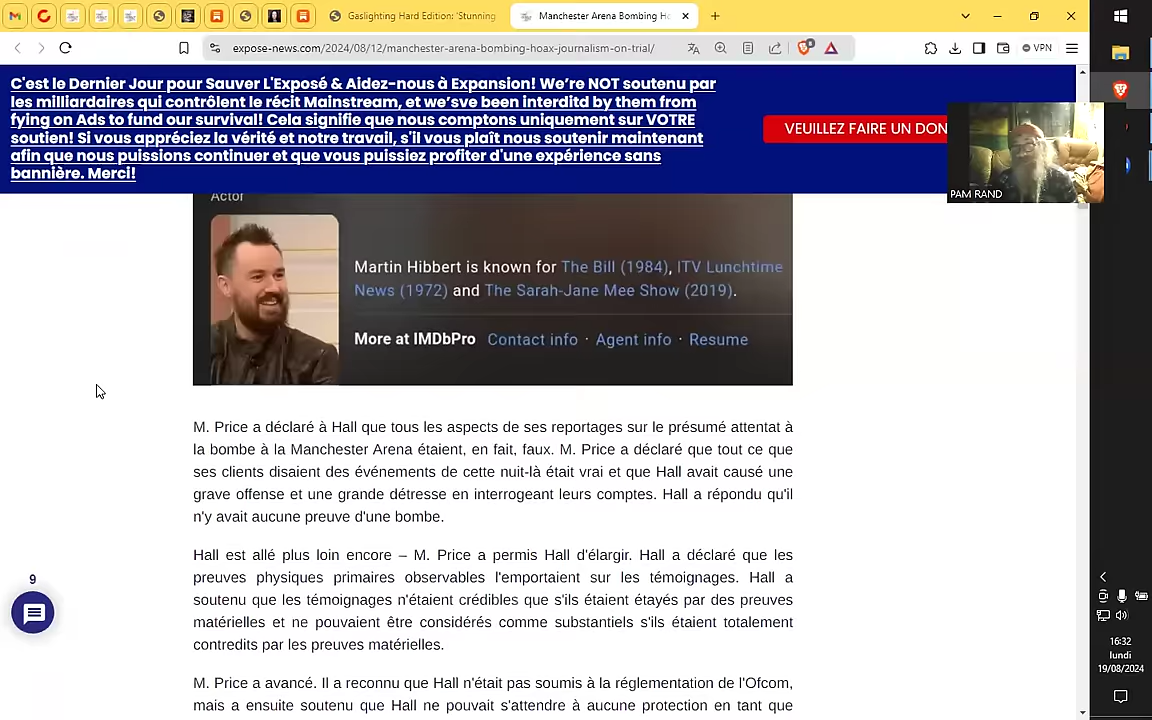 Gaslighting Hard Edition: 'Stunning
Manchester Arena Bombing Ho
expose-news.com/2024/08/12/manchester-arena-bombing-hoax-journalism-on-trial/
VPN
C'est le Dernier Jour pour Sauver L'Exposé & Aidez-nous à Expansion! We're NOT soutenu par
les milliardaires qui contrôlent le récit Mainstream, et we'sve been interditd by them from
fying on Ads to fund our survival! Cela signifie que nous comptons uniquement sur VOTRE
soutien! Si vous appréciez la vérité et notre travail, s'il vous plaît nous soutenir maintenant
afin que nous puissions continuer et que vous puissiez profiter d'une expérience sans
bannière. Merci!
VEUILLEZ FAIRE UN DON
PAM RAND
Actor
Martin Hibbert is known for The Bill (1984), ITV Lunchtime
News (1972) and The Sarah-Jane Mee Show (2019).
More at IMDbPro Contact info · Agent info · Resume
M. Price a déclaré à Hall que tous les aspects de ses reportages sur le présumé attentat à
la bombe à la Manchester Arena étaient, en fait, faux. M. Price a déclaré que tout ce que
ses clients disaient des événements de cette nuit-là était vrai et que Hall avait causé une
grave offense et une grande détresse en interrogeant leurs comptes. Hall a répondu qu'il
n'y avait aucune preuve d'une bombe.
Hall est allé plus loin encore – M. Price a permis Hall d'élargir. Hall a déclaré que les
preuves physiques primaires observables l'emportaient sur les témoignages. Hall a
soutenu que les témoignages n'étaient crédibles que s'ils étaient étayés par des preuves
matérielles et ne pouvaient être considérés comme substantiels s'ils étaient totalement
contredits par les preuves matérielles.
M. Price a avancé. Il a reconnu que Hall n'était pas soumis à la réglementation de l'Ofcom,
mais a ensuite soutenu que Hall ne pouvait s'attendre à aucune protection en tant que
9
16:32
lundi
19/08/2024